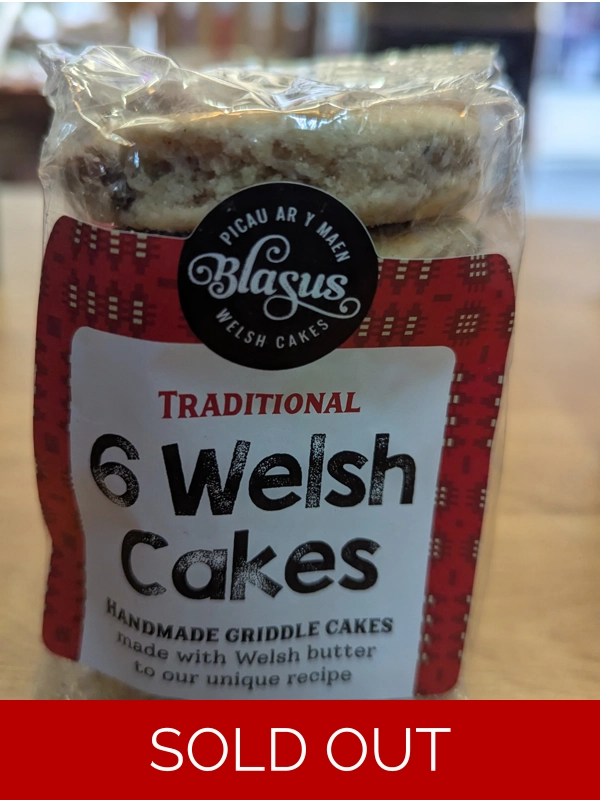 PICAU AR Y MAEN
Blasus
WELSH CAKES
TRADITIONAL
6 Welsh
Cakes
HANDMADE GRIDDLE CAKES
made with Welsh butter
to our unique recipe
SOLD OUT